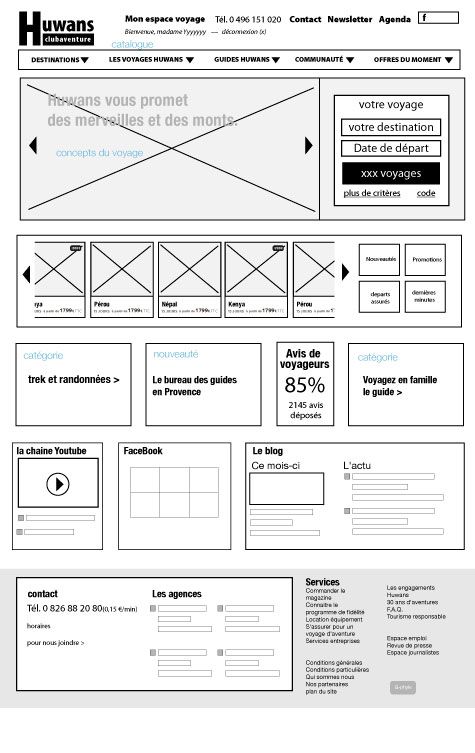 Huwans
clubaventure
Mon espace voyage Tél. 0 496 151 020 Contact Newsletter Agenda f
Bienvenue, madame Yyyyyyy — déconnexion (x)
catalogue
DESTINATIONS LES VOYAGES HUWANS GUIDES HUWANS COMMUNAUTÉ OFFRES DU MOMENT
Huwans vous promet
des merveilles et des monts.
concepts du voyage
votre voyage
votre destination
Date de départ
xxx voyages
plus de critères code
ya Pérou Népal Kenya Pérou
15 JOURS à partir de 1799€ TTC
15 JOURS à partir de 1799€ TTC
15 JOURS à partir de 1799€ TTC
Nouveautés
Promotions
departs
assurés
dernières
minutes
catégorie
trek et randonnées >
nouveauté
Le bureau des guides
en Provence
Avis de
voyageurs
85%
2145 avis
déposés
catégorie
Voyagez en famille
le guide >
la chaine Youtube
FaceBook
Le blog
Ce mois-ci
L'actu
contact
Tél. 0 826 88 20 80(0,15 €/min)
horaires
pour nous joindre >
Les agences
Services
Commander le
magazine
Connaitre le
programme de fidélité
Location équipement
S'assurer pour un
voyage d'aventure
Services entreprises
Conditions générales
Conditions particulières
Qui sommes nous
Nos partenaires
plan du site
Les engagements
Huwans
30 ans d'aventures
F.A.Q.
Tourisme responsable
Espace emploi
Revue de presse
Espace journalistes